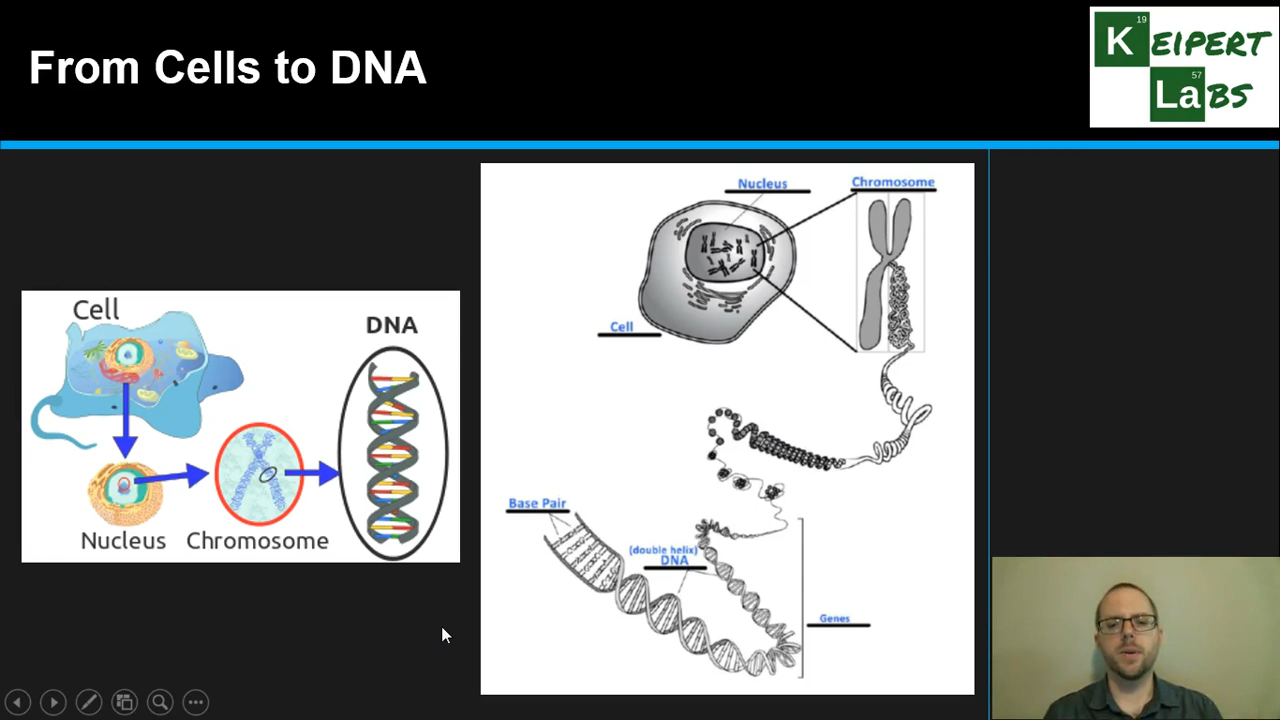 From Cells to DNA
19
K EIPERT
57
La BS
Cell
DNA
Nucleus
Chromosome
Nucleus
Chromosome
Cell
Base Pair
(double helix)
DNA
Genes